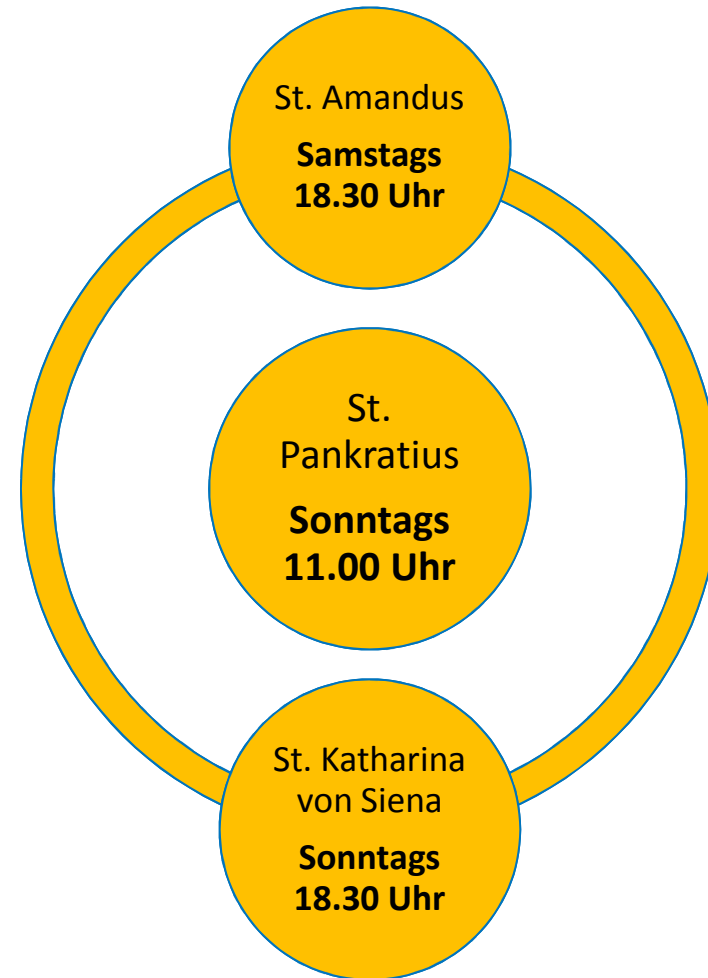 St. Amandus
Samstags
18.30 Uhr
St.
Pankratius
Sonntags
11.00 Uhr
St. Katharina
von Siena
Sonntags
18.30 Uhr